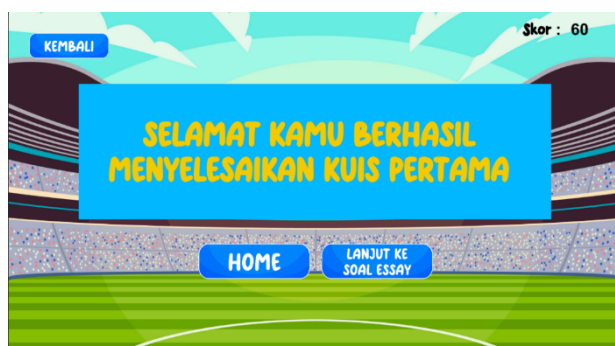 Skor : 60
KEMBALI
SELAMAT KAMU BERHASIL
MENYELESAIKAN KUIS PERTAMA
HOME
LANJUT KE
SOAL ESSAY